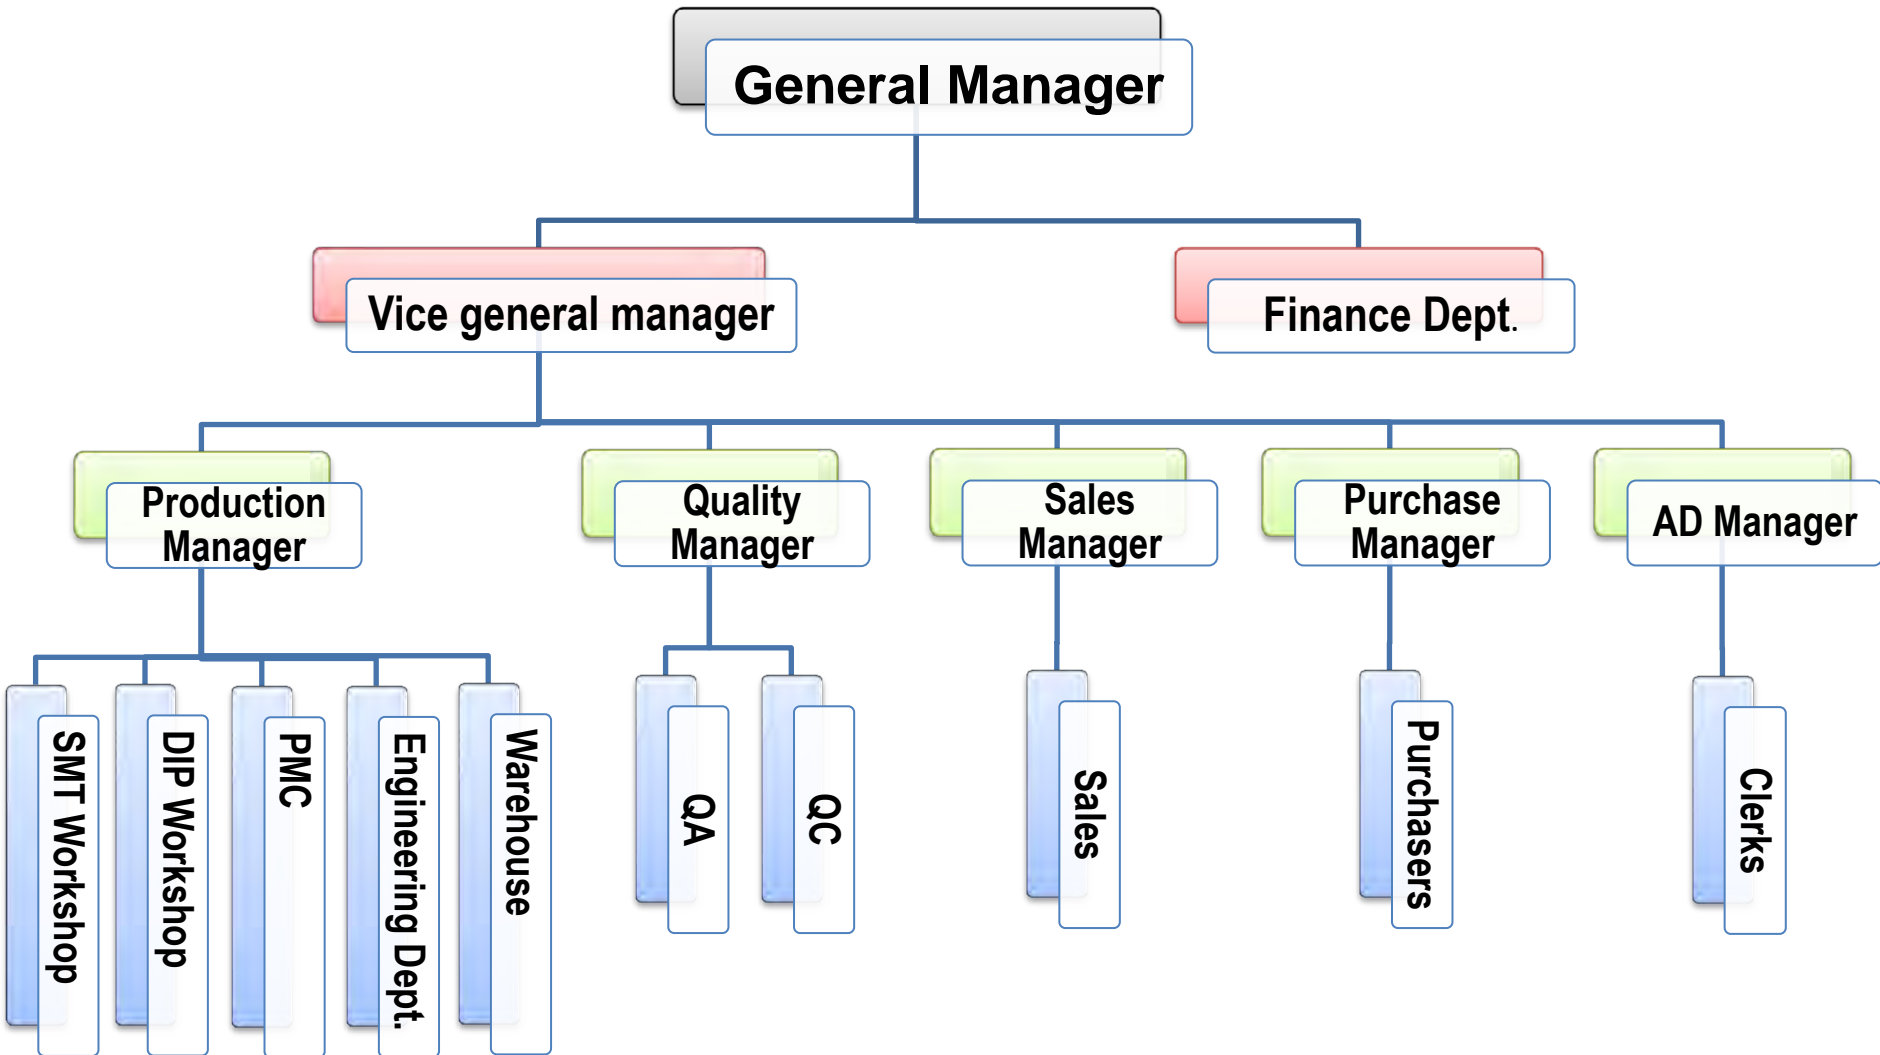 General Manager
Vice general manager
Finance Dept.
Production
Manager
Quality
Manager
Sales
Manager
Purchase
Manager
AD Manager
SMT Workshop
DIP Workshop
PMC
Engineering Dept.
Warehouse
QA
QC
Sales
Purchasers
Clerks